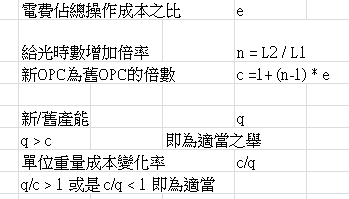 電費佔總操作成本之比 e
給光時數增加倍率 n = L2 / L1
新OPC為舊OPC的倍數 c =1+ (n-1) * e
新/舊產能 q
q > c 即為適當之舉
單位重量成本變化率 c/q
q/c > 1 或是 c/q < 1 即為適當